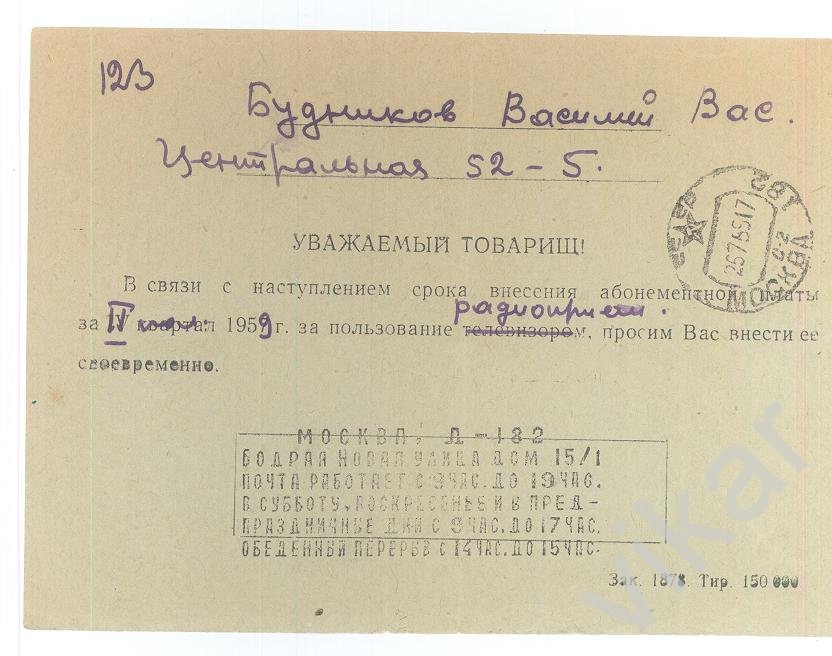 123
Будников Василий Вас.
Центральная 52-5.
СССР
МОСКВА
УВАЖАЕМЫЙ ТОВАРИЩ!
В связи с наступлением срока внесения абонементной платы
радиоприем.
за IV квартал 1959 г. за пользование телевизором, просим Вас внести ее
своевременно.
МОСКВА, Д-182
БОДРАЯ НОВАЯ УЛИЦА ДОМ 15/1
ПОЧТА РАБОТАЕТ С 9 ЧАС. ДО 19 ЧАС.
В СУББОТУ, ВОСКРЕСЕНЬЕ И В ПРЕД-
ПРАЗДНИЧНЫЕ ДНИ С 9 ЧАС. ДО 17 ЧАС.
ОБЕДЕННЫЙ ПЕРЕРЫВ С 14 ЧАС. ДО 15 ЧАС.
Зак. 1878. Тир. 150 000
vikar